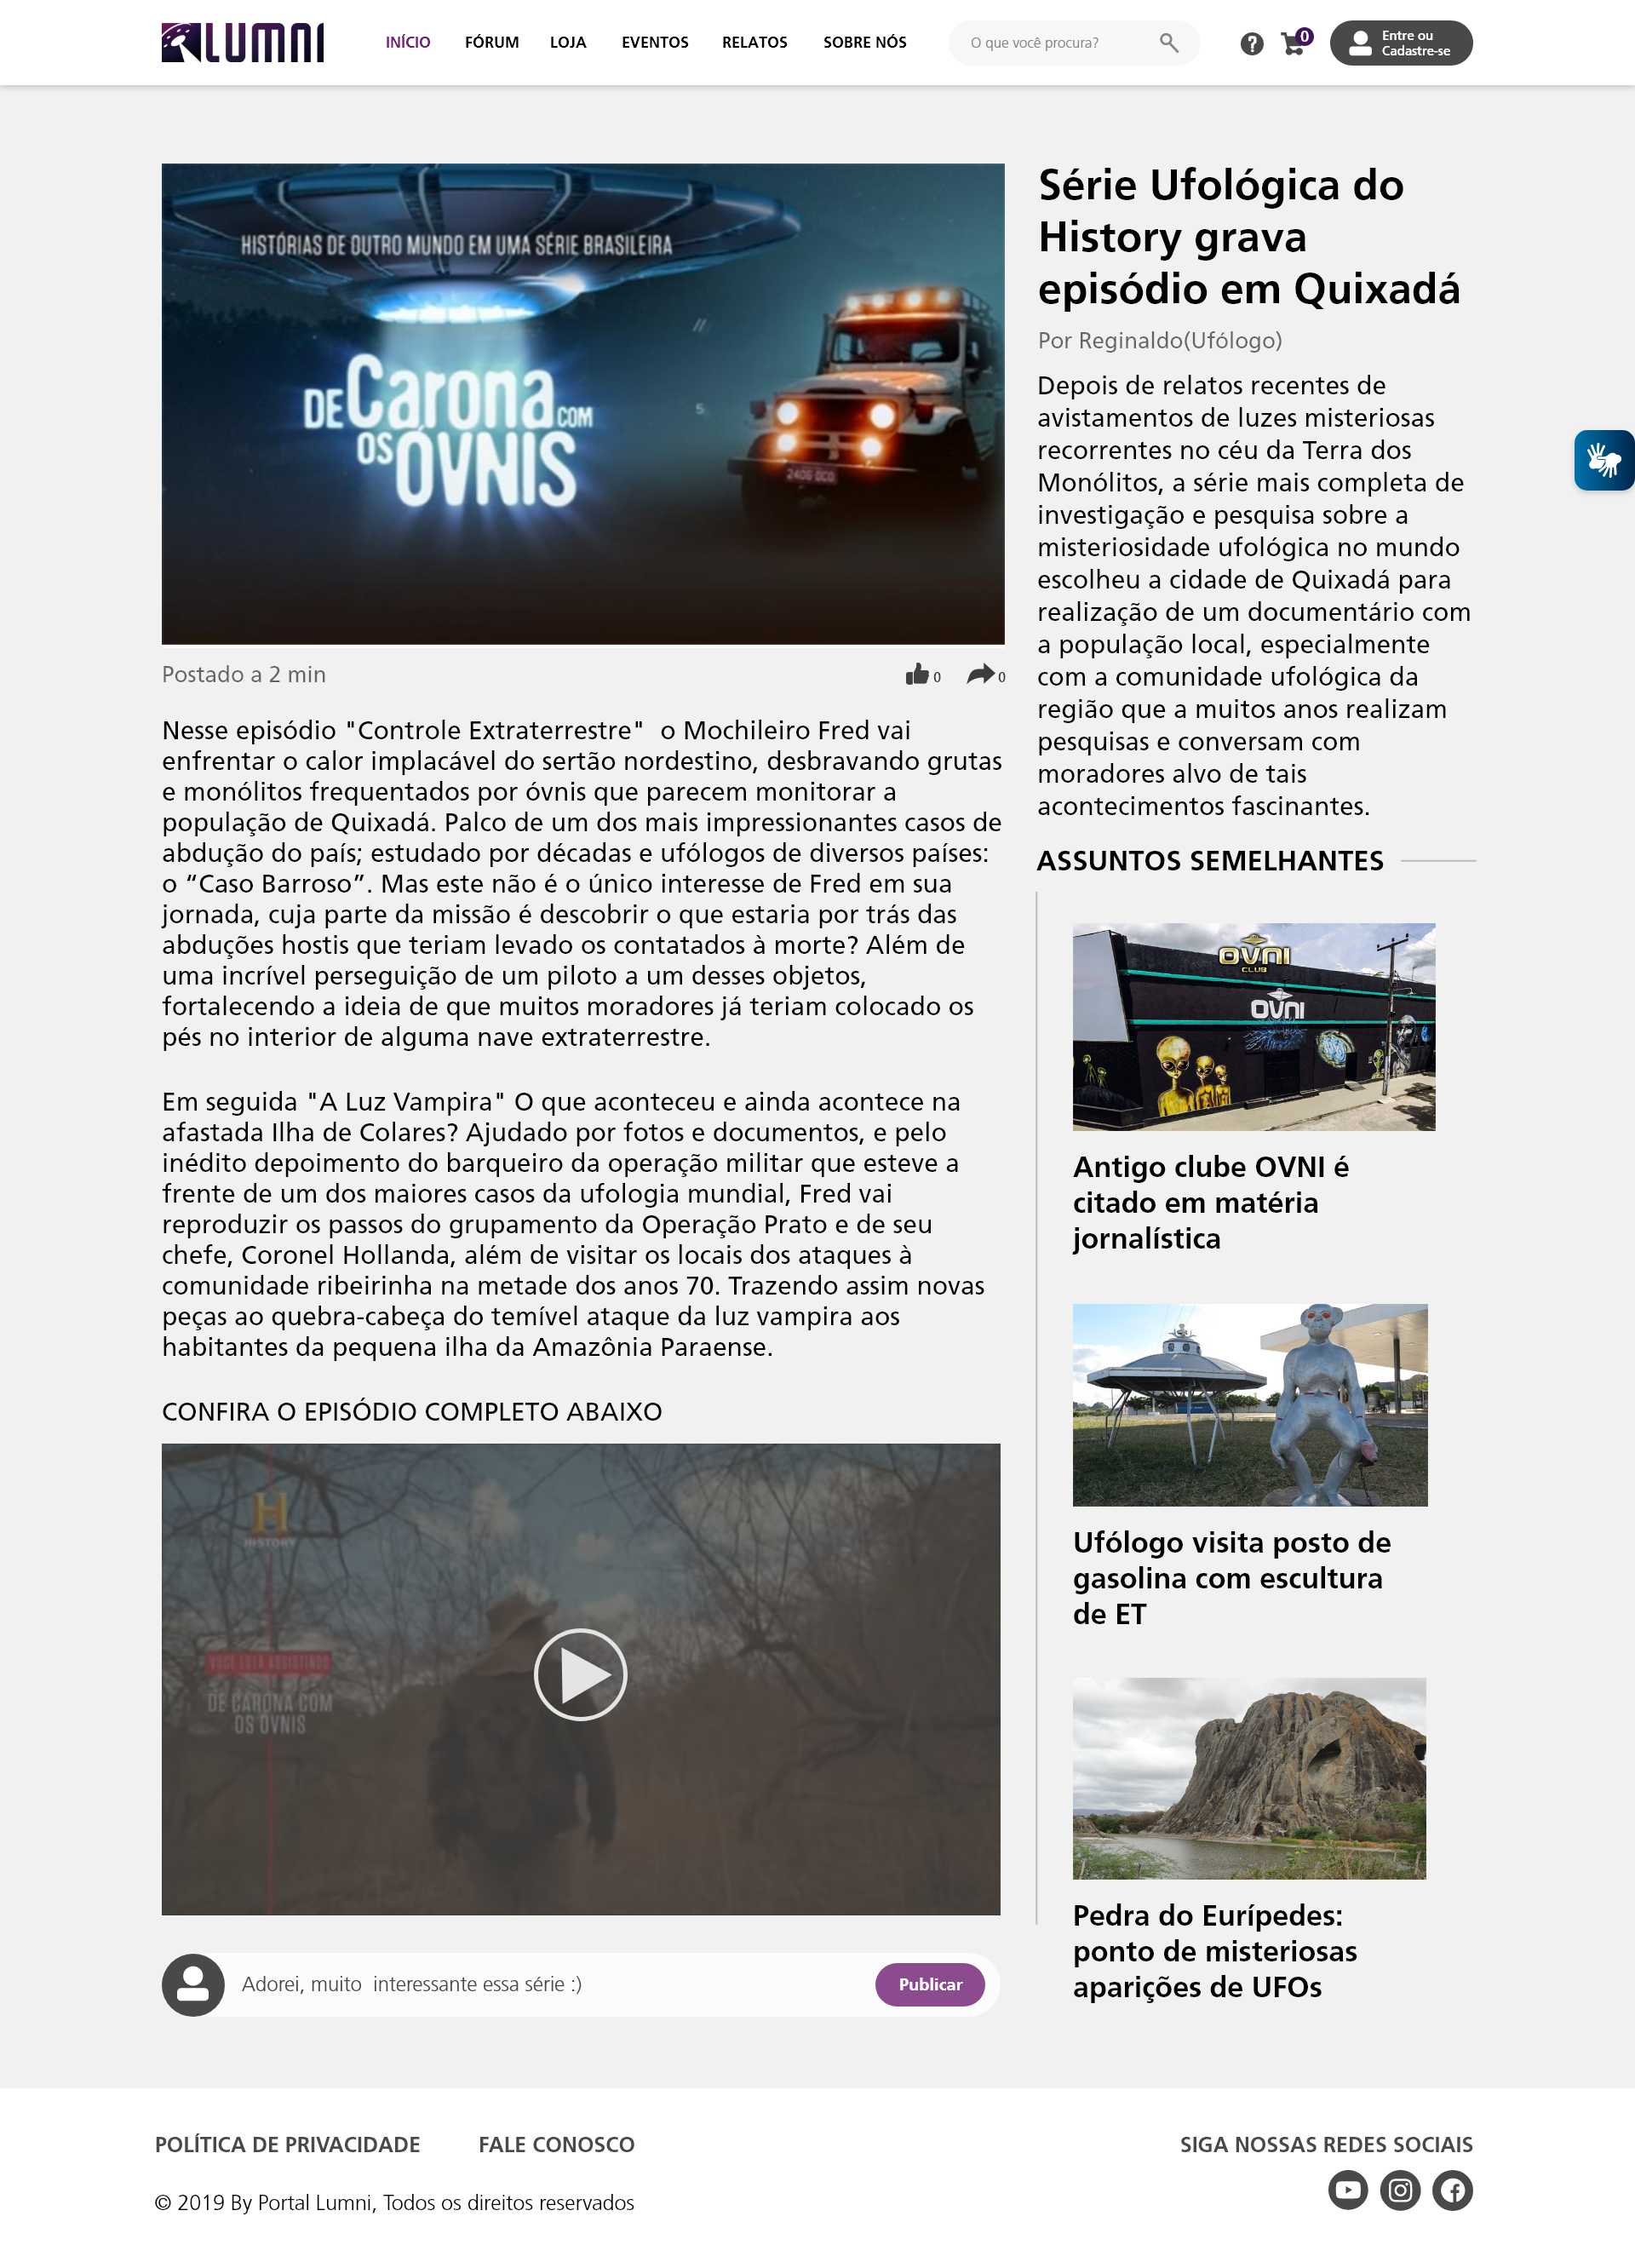 LUMNI
INÍCIO
FÓRUM
LOJA
EVENTOS
RELATOS
SOBRE NÓS
O que você procura?
?
0
Entre ou
Cadastre-se
HISTÓRIAS DE OUTRO MUNDO EM UMA SÉRIE BRASILEIRA
DE Carona COM
OS ÓVNIS
Postado a 2 min
0
0
Nesse episódio "Controle Extraterrestre"  o Mochileiro Fred vai
enfrentar o calor implacável do sertão nordestino, desbravando grutas
e monólitos frequentados por óvnis que parecem monitorar a
população de Quixadá. Palco de um dos mais impressionantes casos de
abdução do país; estudado por décadas e ufólogos de diversos países:
o “Caso Barroso”. Mas este não é o único interesse de Fred em sua
jornada, cuja parte da missão é descobrir o que estaria por trás das
abduções hostis que teriam levado os contatados à morte? Além de
uma incrível perseguição de um piloto a um desses objetos,
fortalecendo a ideia de que muitos moradores já teriam colocado os
pés no interior de alguma nave extraterrestre.
Em seguida "A Luz Vampira" O que aconteceu e ainda acontece na
afastada Ilha de Colares? Ajudado por fotos e documentos, e pelo
inédito depoimento do barqueiro da operação militar que esteve a
frente de um dos maiores casos da ufologia mundial, Fred vai
reproduzir os passos do grupamento da Operação Prato e de seu
chefe, Coronel Hollanda, além de visitar os locais dos ataques à
comunidade ribeirinha na metade dos anos 70. Trazendo assim novas
peças ao quebra-cabeça do temível ataque da luz vampira aos
habitantes da pequena ilha da Amazônia Paraense.
CONFIRA O EPISÓDIO COMPLETO ABAIXO
H
HISTORY
VOCÊ ESTÁ ASSISTINDO
DE CARONA COM
OS ÓVNIS
Adorei, muito  interessante essa série :)
Publicar
Série Ufológica do
History grava
episódio em Quixadá
Por Reginaldo(Ufólogo)
Depois de relatos recentes de
avistamentos de luzes misteriosas
recorrentes no céu da Terra dos
Monólitos, a série mais completa de
investigação e pesquisa sobre a
misteriosidade ufológica no mundo
escolheu a cidade de Quixadá para
realização de um documentário com
a população local, especialmente
com a comunidade ufológica da
região que a muitos anos realizam
pesquisas e conversam com
moradores alvo de tais
acontecimentos fascinantes.
ASSUNTOS SEMELHANTES
OVNI
CLUB
OVNI
Antigo clube OVNI é
citado em matéria
jornalística
Ufólogo visita posto de
gasolina com escultura
de ET
Pedra do Eurípedes:
ponto de misteriosas
aparições de UFOs
POLÍTICA DE PRIVACIDADE
FALE CONOSCO
SIGA NOSSAS REDES SOCIAIS
© 2019 By Portal Lumni, Todos os direitos reservados